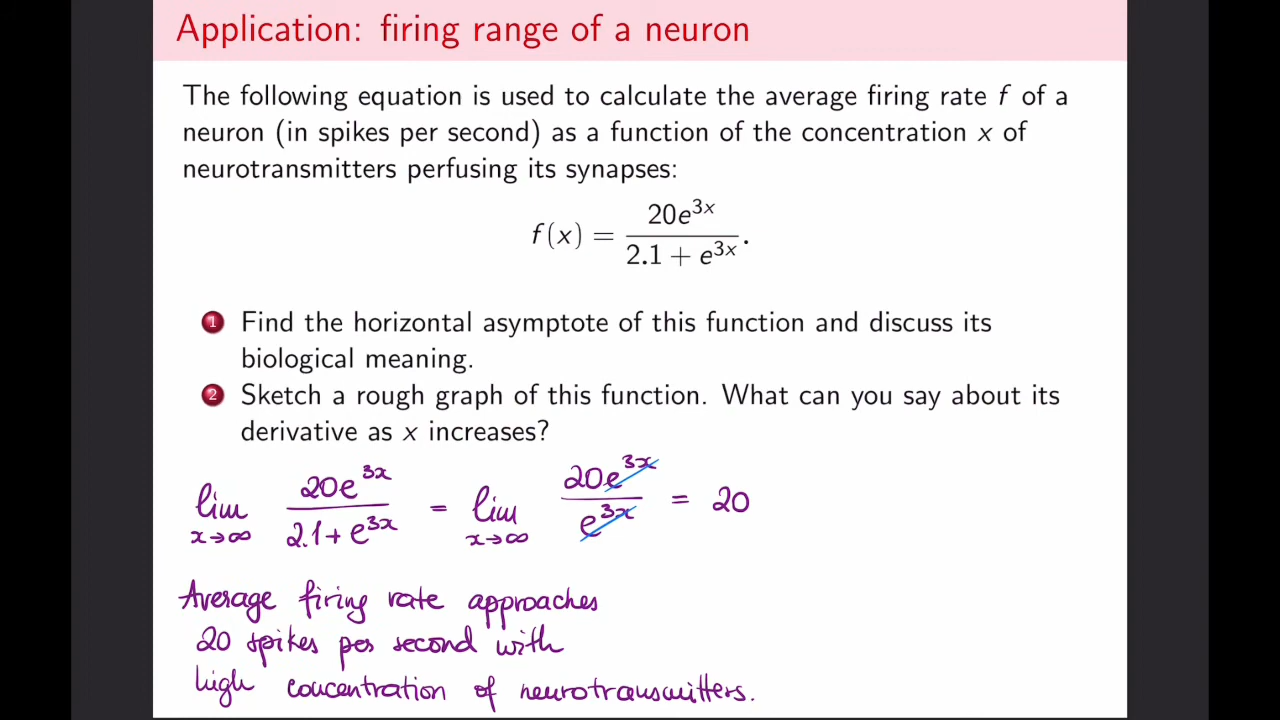 Application: firing range of a neuron
The following equation is used to calculate the average firing rate f of a
neuron (in spikes per second) as a function of the concentration x of
neurotransmitters perfusing its synapses:
f(x) = 20e^{3x} / (2.1 + e^{3x}).
1 Find the horizontal asymptote of this function and discuss its
biological meaning.
2 Sketch a rough graph of this function. What can you say about its
derivative as x increases?
lim x→∞ 20e^{3x} / (2.1 + e^{3x}) = lim x→∞ 20e^{3x} / e^{3x} = 20
Average firing rate approaches
20 spikes per second with
high concentration of neurotransmitters.